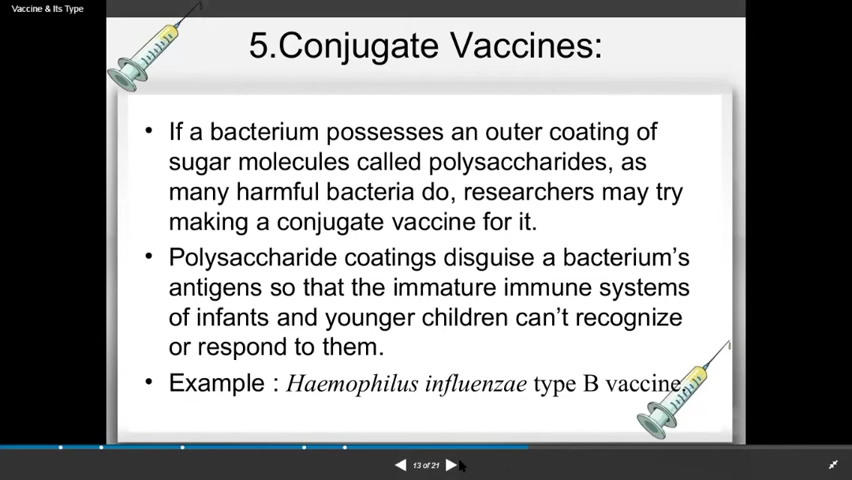 Vaccine & Its Type
5.Conjugate Vaccines:
• If a bacterium possesses an outer coating of
sugar molecules called polysaccharides, as
many harmful bacteria do, researchers may try
making a conjugate vaccine for it.
• Polysaccharide coatings disguise a bacterium's
antigens so that the immature immune systems
of infants and younger children can't recognize
or respond to them.
• Example : Haemophilus influenzae type B vaccine.
13 of 21